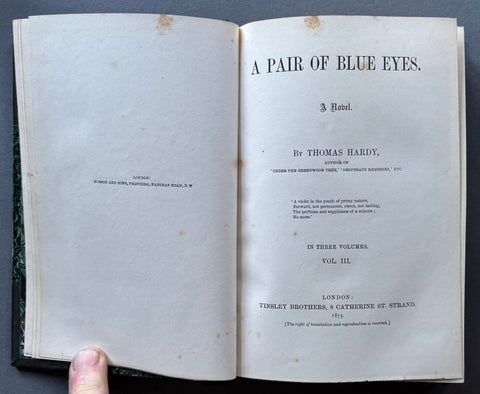 LONDON:
ROBSON AND SONS, PRINTERS, PANCRAS ROAD, N.W
A PAIR OF BLUE EYES.
A Novel.
BY THOMAS HARDY,
AUTHOR OF
'UNDER THE GREENWOOD TREE,' 'DESPERATE REMEDIES,' ETC.
'A violet in the youth of primy nature,
Forward, not permanent, sweet, not lasting,
The perfume and suppliance of a minute;
No more.'
IN THREE VOLUMES.
VOL. III.
LONDON:
TINSLEY BROTHERS, 8 CATHERINE ST. STRAND.
1873.
[The right of translation and reproduction is reserved.]